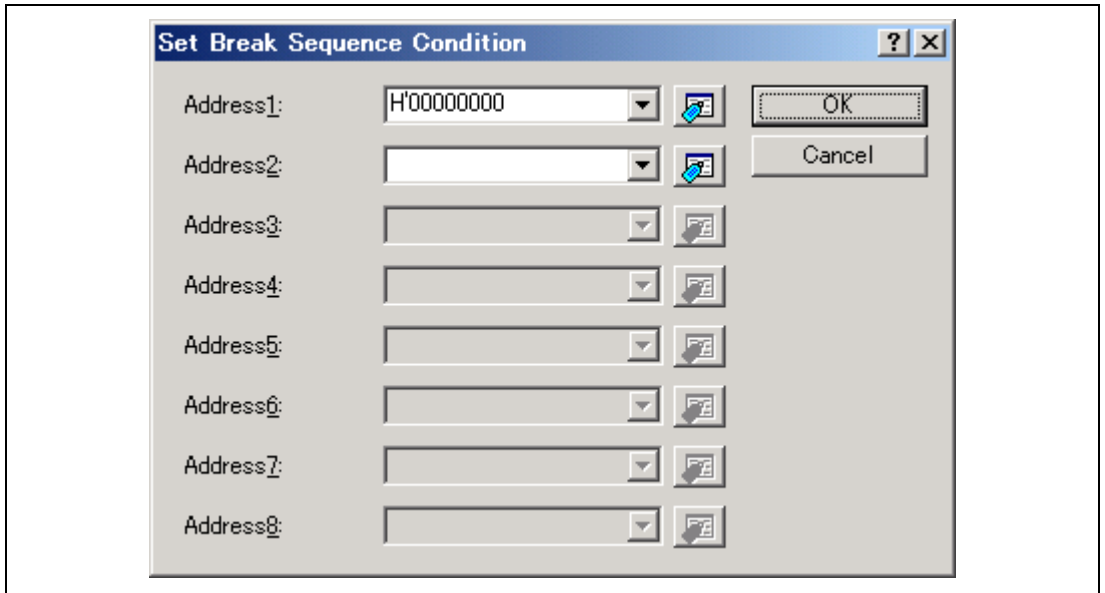 Set Break Sequence Condition
Address1: H'00000000 OK
Address2: Cancel
Address3:
Address4:
Address5:
Address6:
Address7:
Address8: